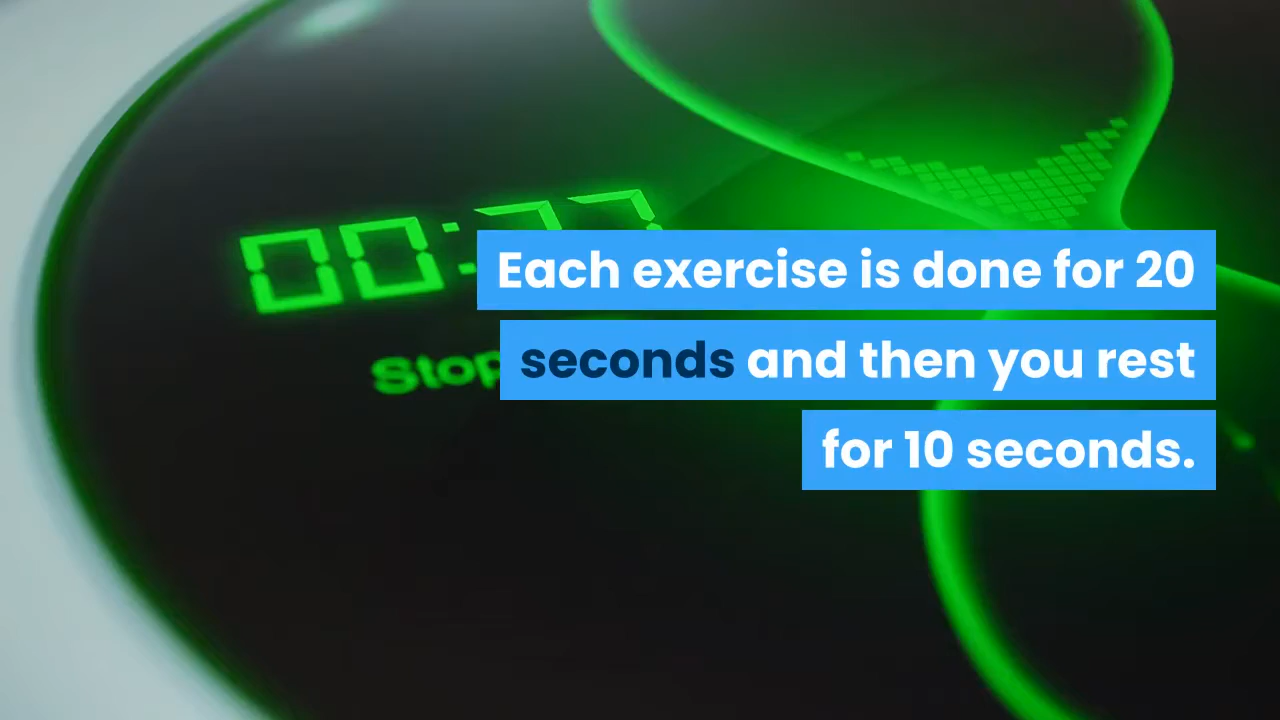 Each exercise is done for 20
seconds and then you rest
for 10 seconds.